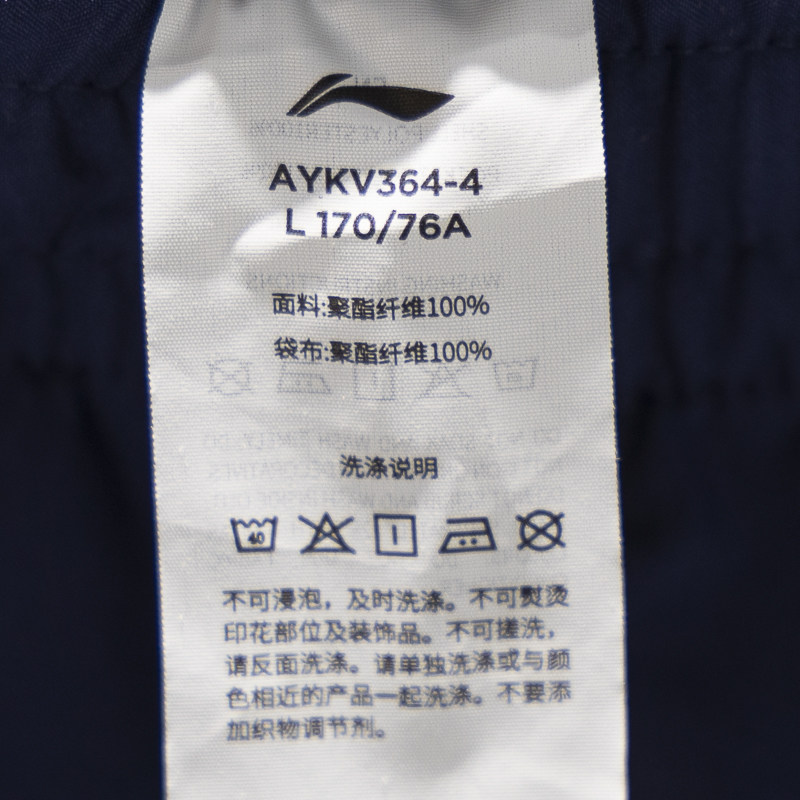 AYKV364-4
L 170/76A
面料:聚酯纤维100%
袋布:聚酯纤维100%
洗涤说明
40
不可浸泡，及时洗涤。不可熨烫
印花部位及装饰品。不可搓洗，
请反面洗涤。请单独洗涤或与颜
色相近的产品一起洗涤。不要添
加织物调节剂。